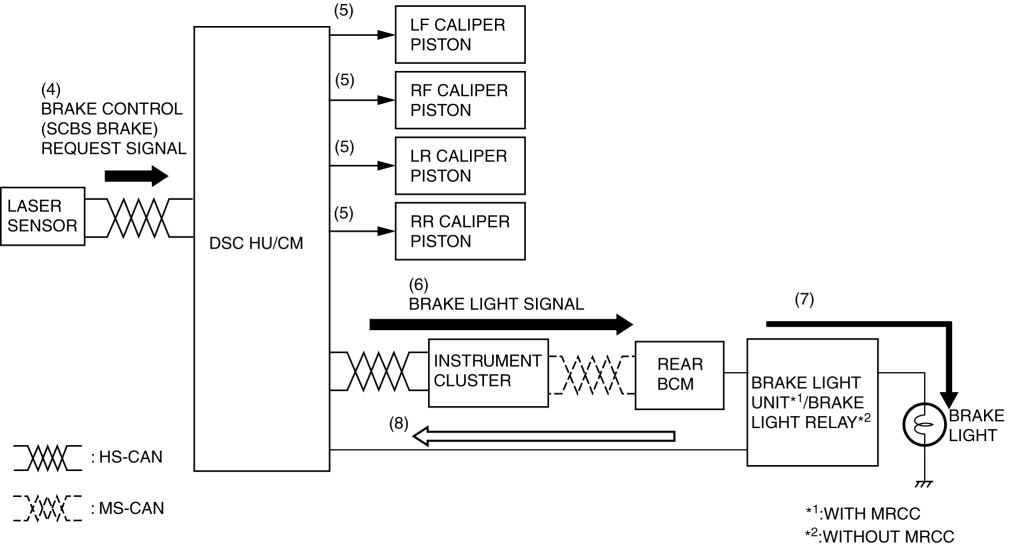 (5)
LF CALIPER
PISTON
(5)
RF CALIPER
PISTON
(4)
BRAKE CONTROL
(SCBS BRAKE)
REQUEST SIGNAL
(5)
LR CALIPER
PISTON
LASER
SENSOR
(5)
RR CALIPER
PISTON
DSC HU/CM
(6)
BRAKE LIGHT SIGNAL
(7)
INSTRUMENT
CLUSTER
REAR
BCM
BRAKE LIGHT
UNIT*1/BRAKE
LIGHT RELAY*2
BRAKE
LIGHT
(8)
: HS-CAN
: MS-CAN
*1:WITH MRCC
*2:WITHOUT MRCC